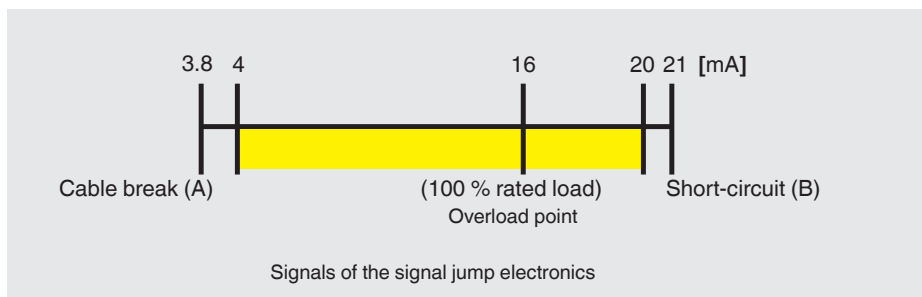 3.8 4 16 20 21 [mA]
Cable break (A) (100 % rated load) Short-circuit (B)
Overload point
Signals of the signal jump electronics